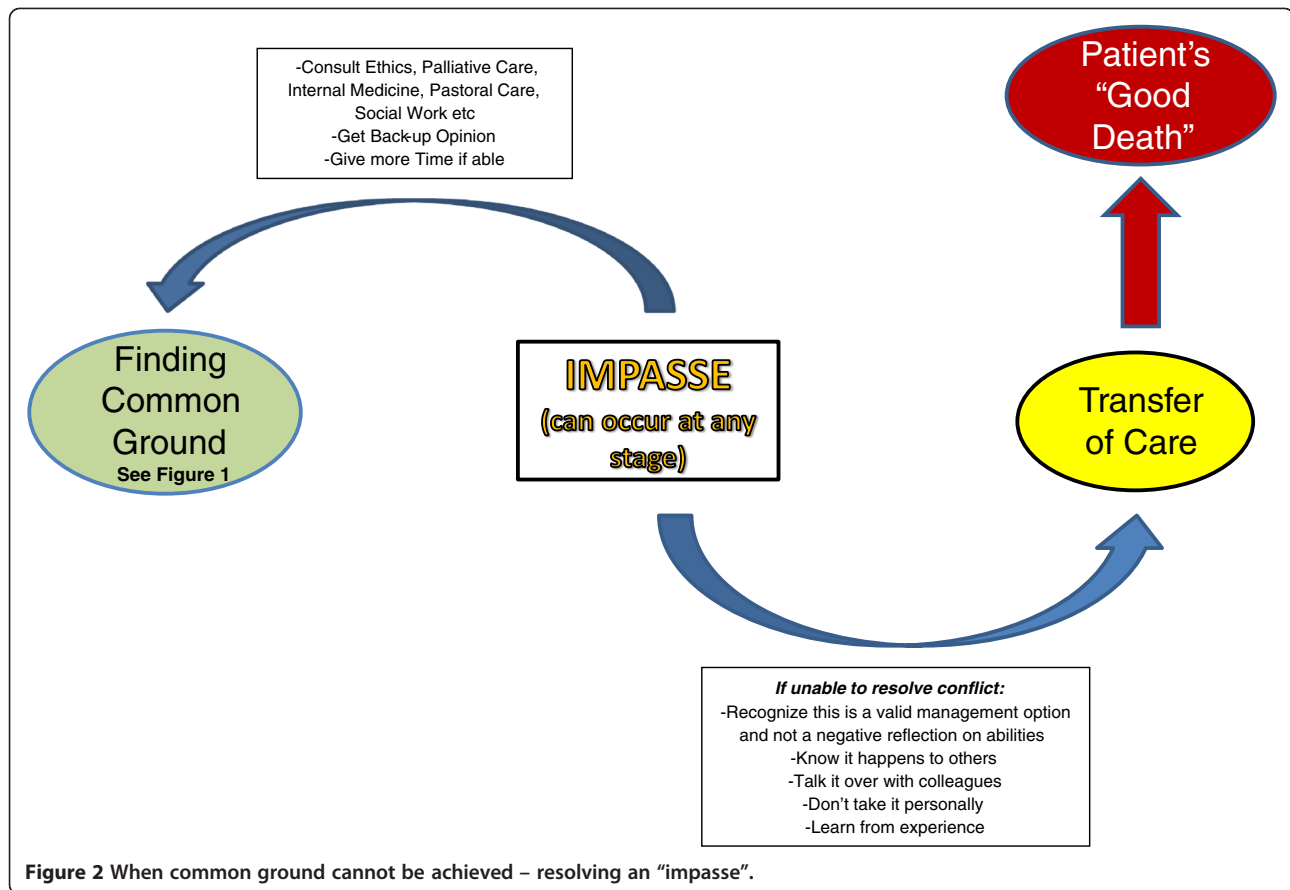 -Consult Ethics, Palliative Care,
Internal Medicine, Pastoral Care,
Social Work etc
-Get Back-up Opinion
-Give more Time if able
Patient's
"Good
Death"
Finding
Common
Ground
See Figure 1
IMPASSE
(can occur at any
stage)
Transfer
of Care
If unable to resolve conflict:
-Recognize this is a valid management option
and not a negative reflection on abilities
-Know it happens to others
-Talk it over with colleagues
-Don't take it personally
-Learn from experience
Figure 2 When common ground cannot be achieved – resolving an "impasse".